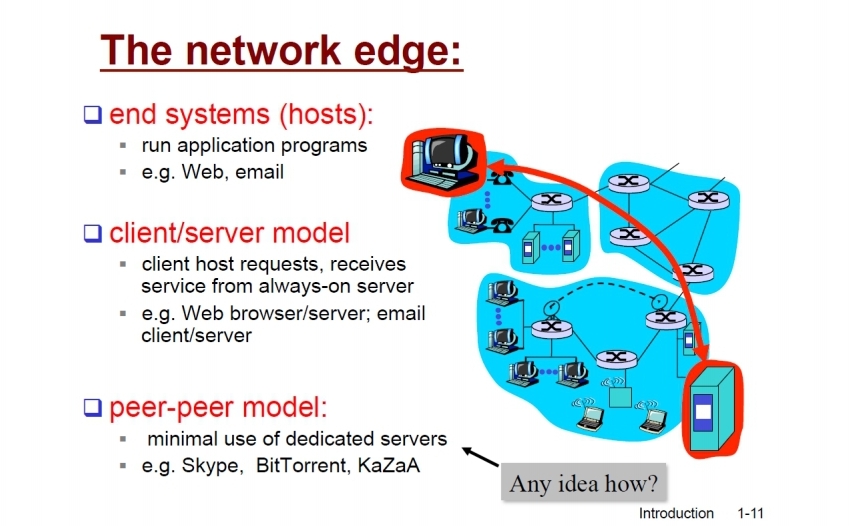 The network edge:
end systems (hosts):
run application programs
e.g. Web, email
client/server model
client host requests, receives
service from always-on server
e.g. Web browser/server; email
client/server
peer-peer model:
minimal use of dedicated servers
e.g. Skype, BitTorrent, KaZaA
Any idea how?
Introduction 1-11